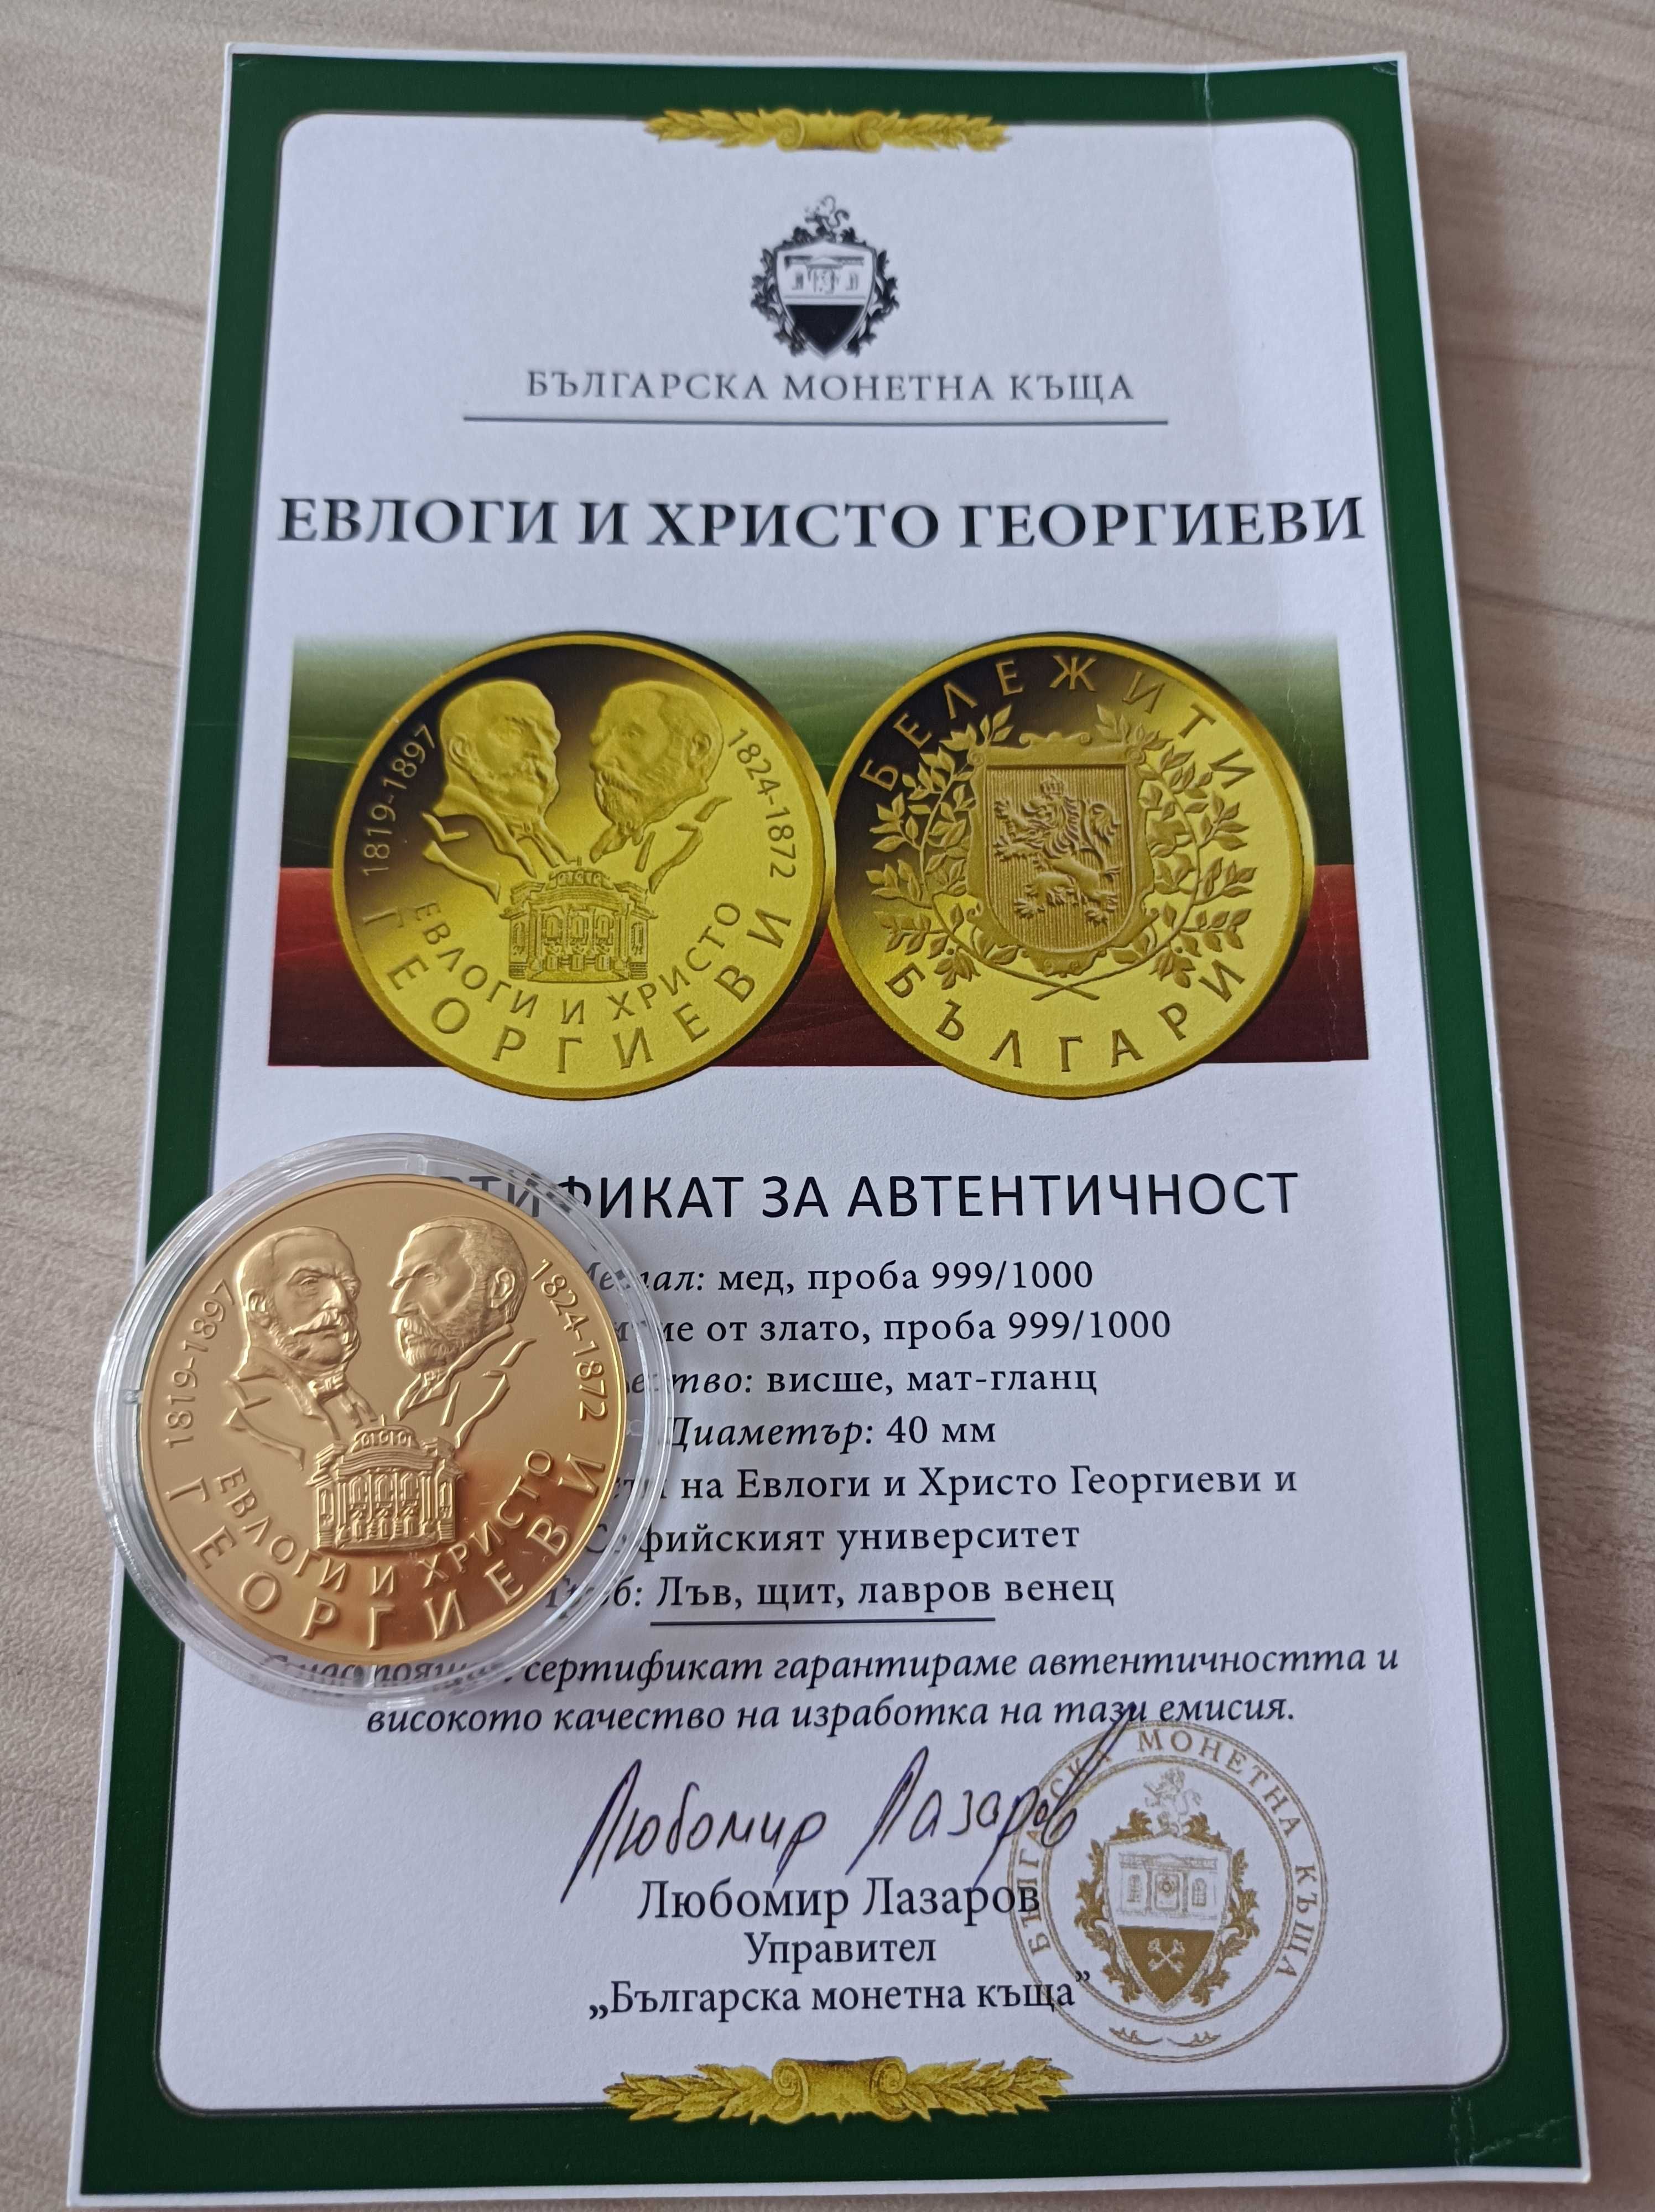 БЪЛГАРСКА МОНЕТНА КЪЩА
ЕВЛОГИ И ХРИСТО ГЕОРГИЕВИ
1819-1897
1824-1872
ЕВЛОГИ И ХРИСТО
ГЕОРГИЕВИ
БЕЛЕЖИТИ
БЪЛГАРИ
ЗА АВТЕНТИЧНОСТ
мед, проба 999/1000
от злато, проба 999/1000
висше, мат-гланц
Диаметър: 40 мм
на Евлоги и Христо Георгиеви и
Софийският университет
Лъв, щит, лавров венец
сертификат гарантираме автентичността и
високото качество на изработка на тази емисия.
1819-1897
1824-1872
ЕВЛОГИ И ХРИСТО
ГЕОРГИЕВИ
Любомир Лазаров
Любомир Лазаров
Управител
„Българска монетна къща”
БЪЛГАРСКА МОНЕТНА КЪЩА